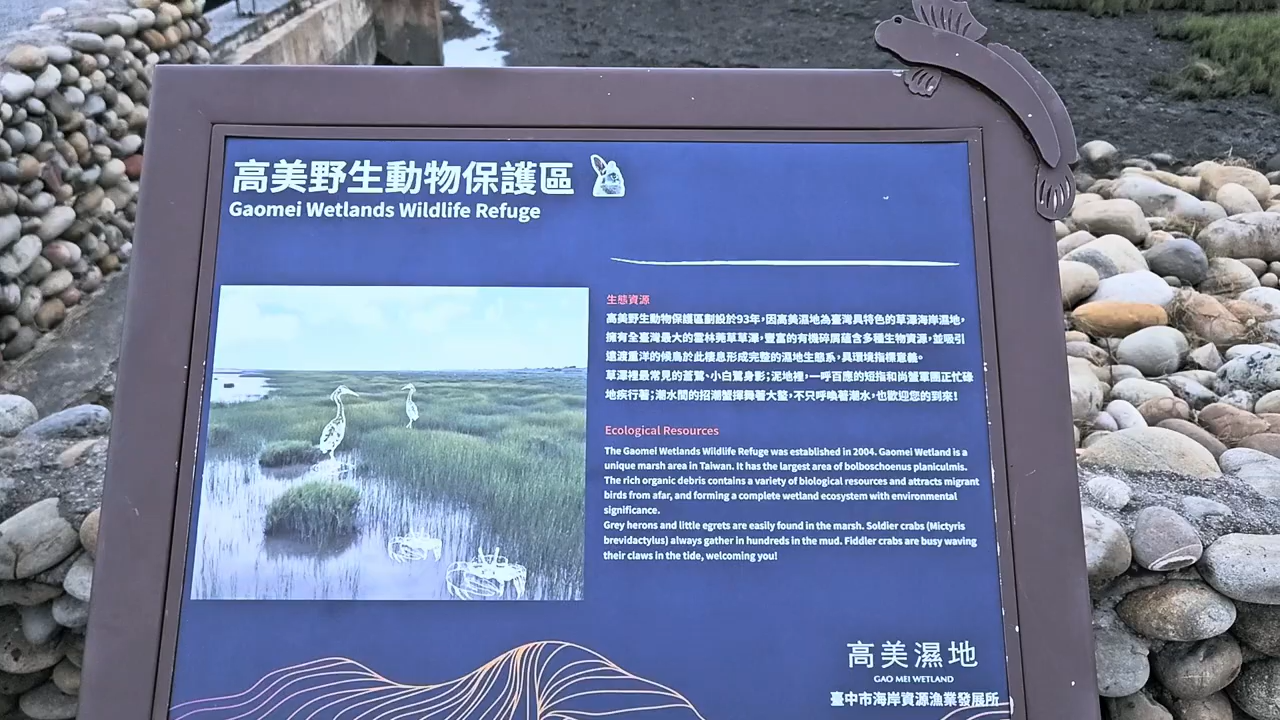 高美野生動物保護區
Gaomei Wetlands Wildlife Refuge
生態資源
高美野生動物保護區劃設於93年，因高美濕地為臺灣具特色的草澤海岸濕地，
擁有全臺灣最大的雲林莞草草澤，豐富的有機碎屑蘊含多種生物資源，並吸引
遠渡重洋的候鳥於此棲息形成完整的濕地生態系，具環境指標意義。
草澤裡最常見的蒼鷺、小白鷺身影；泥地裡，一呼百應的短指和尚蟹軍團正忙碌
地疾行著；潮水間的招潮蟹揮舞著大螯，不只呼喚著潮水，也歡迎您的到來！
Ecological Resources
The Gaomei Wetlands Wildlife Refuge was established in 2004. Gaomei Wetland is a
unique marsh area in Taiwan. It has the largest area of bolboschoenus planiculmis.
The rich organic debris contains a variety of biological resources and attracts migrant
birds from afar, and forming a complete wetland ecosystem with environmental
significance.
Grey herons and little egrets are easily found in the marsh. Soldier crabs (Mictyris
brevidactylus) always gather in hundreds in the mud. Fiddler crabs are busy waving
their claws in the tide, welcoming you!
高美濕地
GAO MEI WETLAND
臺中市海岸資源漁業發展所